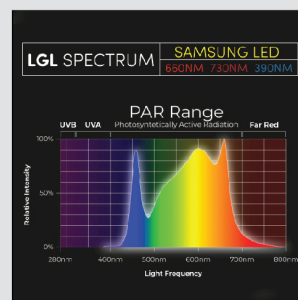 LGL SPECTRUM
SAMSUNG LED
660NM 730NM 390NM
PAR Range
UVB UVA Photosyntetically Active Radiation Far Red
100%
50%
0%
Relative Intencity
280nm 400nm 500nm 600nm 700nm 800nm
Light Frequency